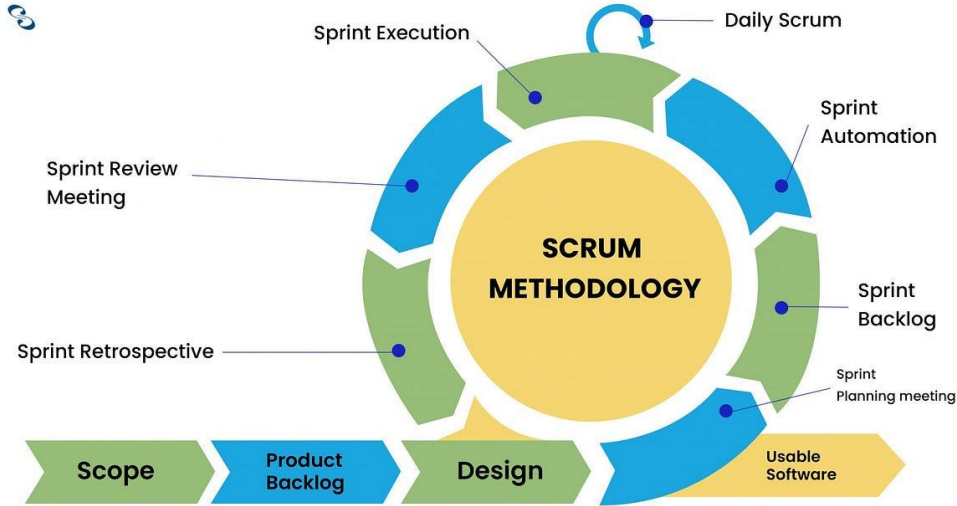 Daily Scrum
Sprint Execution
Sprint
Automation
Sprint Review
Meeting
SCRUM
METHODOLOGY
Sprint
Backlog
Sprint Retrospective
Sprint
Planning meeting
Scope
Product
Backlog
Design
Usable
Software